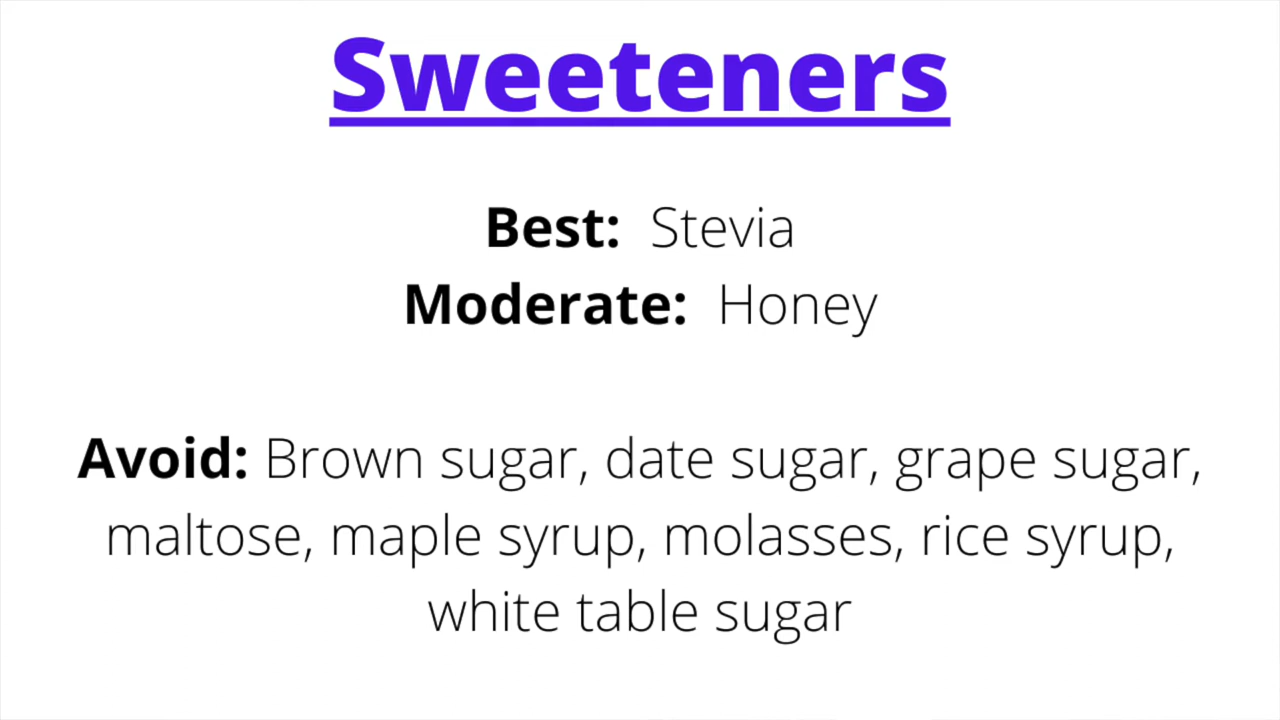 Sweeteners
Best: Stevia
Moderate: Honey
Avoid: Brown sugar, date sugar, grape sugar,
maltose, maple syrup, molasses, rice syrup,
white table sugar